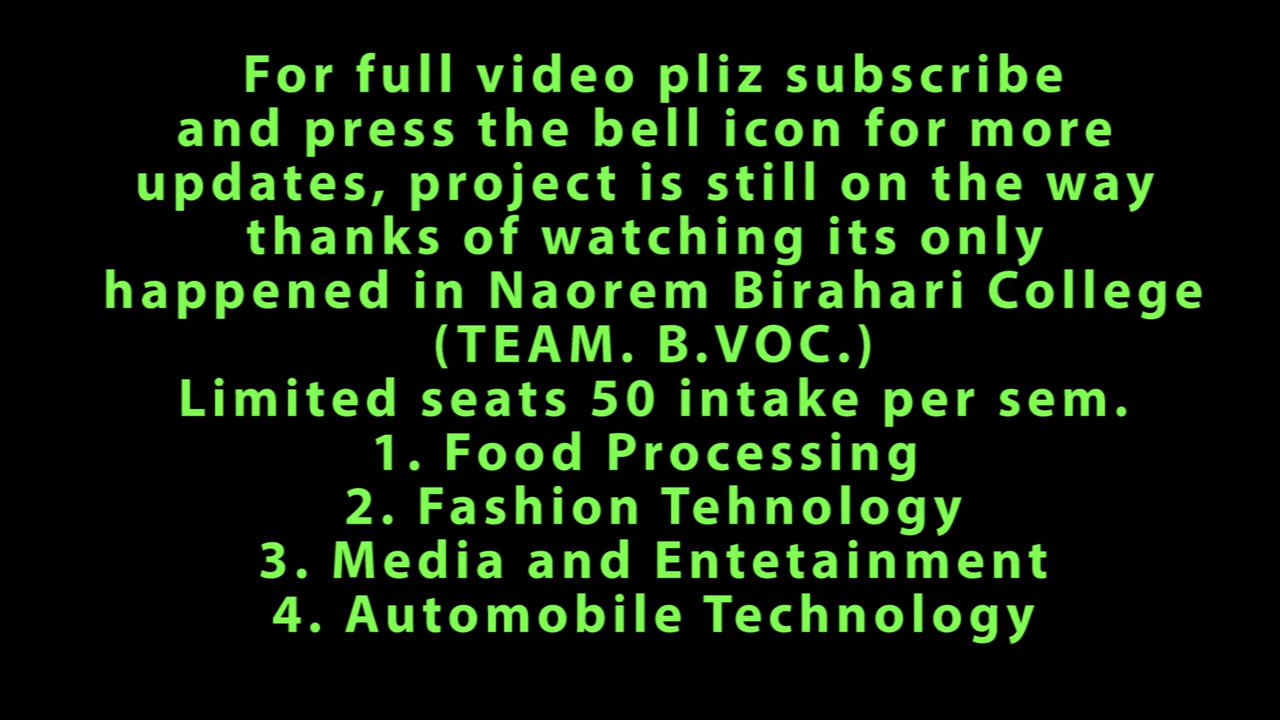 For full video pliz subscribe
and press the bell icon for more
updates, project is still on the way
thanks of watching its only
happened in Naorem Birahari College
(TEAM. B.VOC.)
Limited seats 50 intake per sem.
1. Food Processing
2. Fashion Tehnology
3. Media and Entetainment
4. Automobile Technology